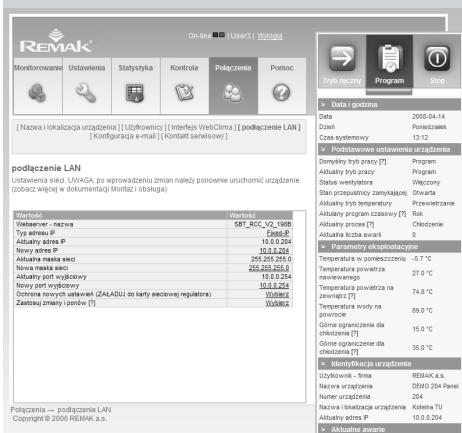 REMAK
On-line | User3 | Wyloguj
Monitorowanie Ustawienia Statystyka Kontrola Połączenia Pomoc
[ Nazwa i lokalizacja urządzenia ] [ Użytkownicy ] [ Interfejs WebClima ] [ podłączenie LAN ]
[ Konfiguracja e-mail ] [ Kontakt serwisowy ]
podłączenie LAN
Ustawienia sieci. UWAGA: po wprowadzeniu zmian należy ponownie uruchomić urządzenie.
(zobacz więcej w dokumentacji Montaż i obsługa)
Wartość Wartość
Webserver - nazwa SBT_RCC_V2_196B
Typ adresu IP Fixed-IP
Aktualny adres IP 10.0.0.204
Nowy adres IP 10.0.0.204
Aktualna maska sieci 255.255.255.0
Nowa maska sieci 255.255.255.0
Aktualny port wyjściowy 10.0.0.254
Nowy port wyjściowy 10.0.0.254
Ochrona nowych ustawień (ZAŁADUJ do karty sieciowej regulatora) Wybierz
Zastosuj zmiany i ponów [?] Wybierz
Połączenia → podłączenie LAN
Copyright © 2006 REMAK a.s.
Tryb ręczny Program Stop
Data i godzina
Data 2008-04-14
Dzień Poniedziałek
Czas systemowy 13:12
Podstawowe ustawienia urządzenia
Domyślny tryb pracy [?] Program
Aktualny tryb pracy Program
Status wentylatora Włączony
Stan przepustnicy zamykającej Otwarta
Aktualny tryb temperatury Przewietrzanie
Aktulany program czasowy [?] Rok
Aktualny proces [?] Chłodzenie
Aktualna liczba awarii 0
Parametry eksploatacyjne
Temperatura w pomieszczeniu -5.7 °C
Temperatura powietrza nawiewanego 27.0 °C
Temperatura powietrza na zewnątrz [?] 74.8 °C
Temperatura wody na powrocie 69.0 °C
Górne ograniczenie dla chłodzenia [?] 15.0 °C
Górne ograniczenie dla chłodzenia [?] 35.0 °C
Identyfikacja urządzenia
Użytkownik - firma REMAK a.s.
Nazwa urządzenia DEMO 204 Panel
Numer urządzenia 204
Nazwa i lokalizacja urządzenia Kotelna TU
Aktualny adres IP 10.0.0.204
Aktualne awarie